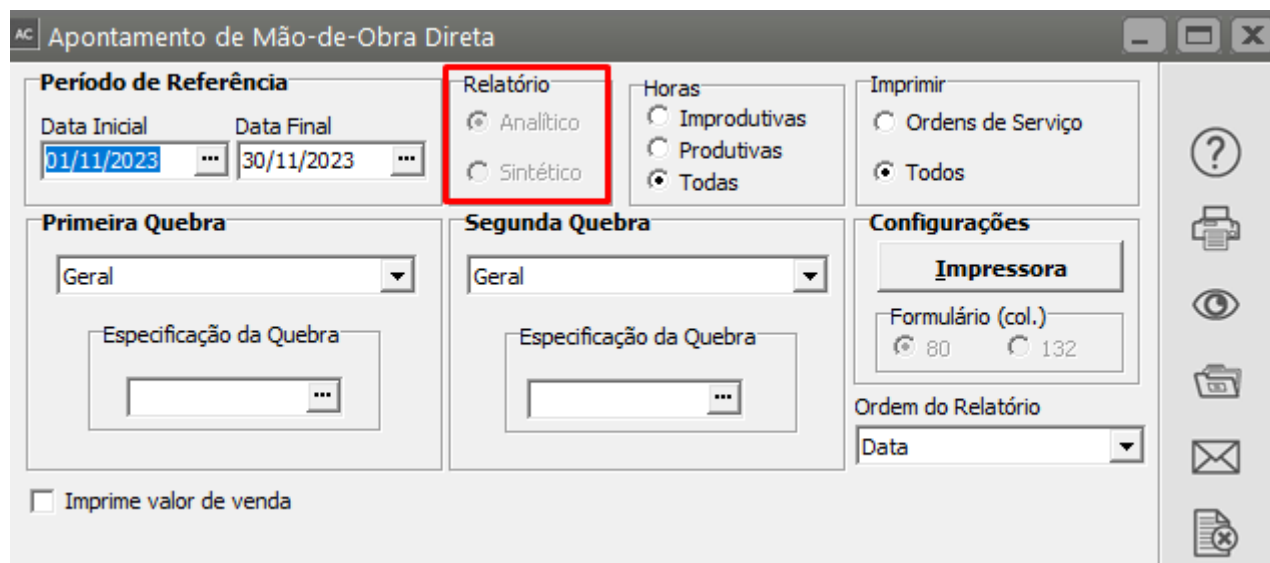 AC Apontamento de Mão-de-Obra Direta
Período de Referência
Data Inicial Data Final
01/11/2023 ... 30/11/2023 ...
Relatório
Analítico
Sintético
Horas
Improdutivas
Produtivas
Todas
Imprimir
Ordens de Serviço
Todos
Primeira Quebra
Geral
Especificação da Quebra
...
Segunda Quebra
Geral
Especificação da Quebra
...
Configurações
Impressora
Formulário (col.)
80 132
Ordem do Relatório
Data
Imprime valor de venda